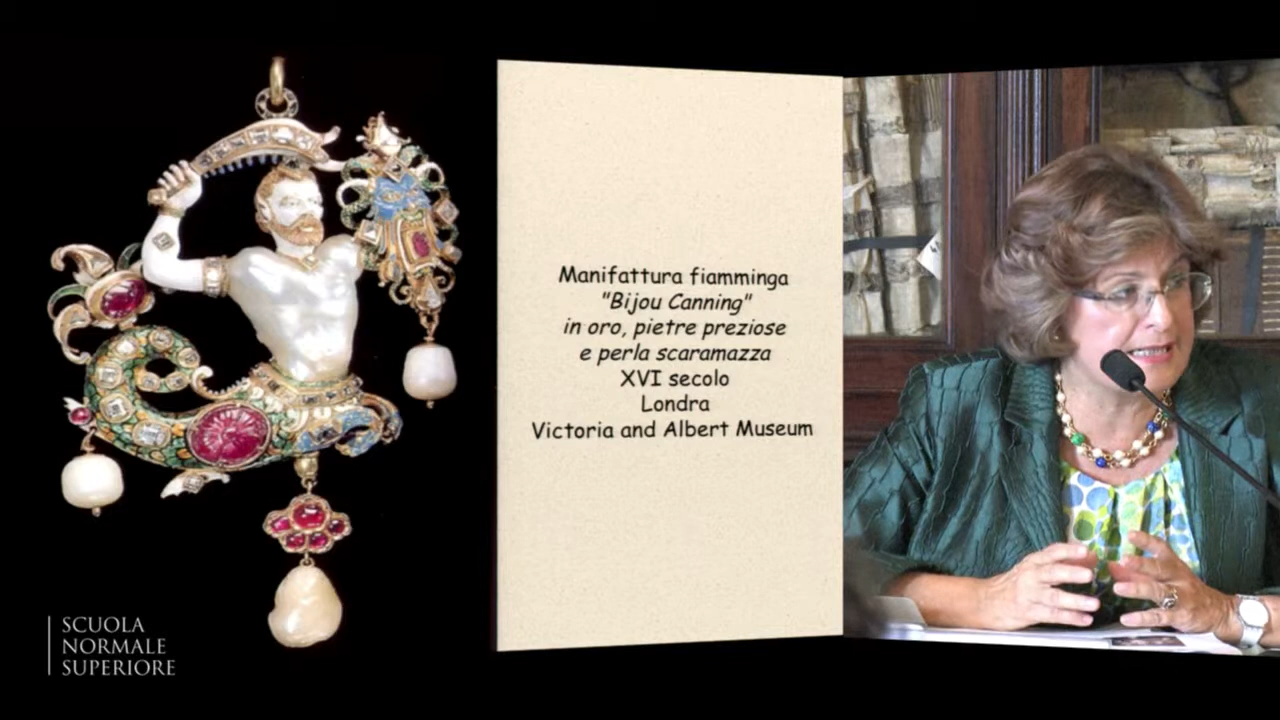 Manifattura fiamminga
"Bijou Canning"
in oro, pietre preziose
e perla scaramazza
XVI secolo
Londra
Victoria and Albert Museum
SCUOLA
NORMALE
SUPERIORE